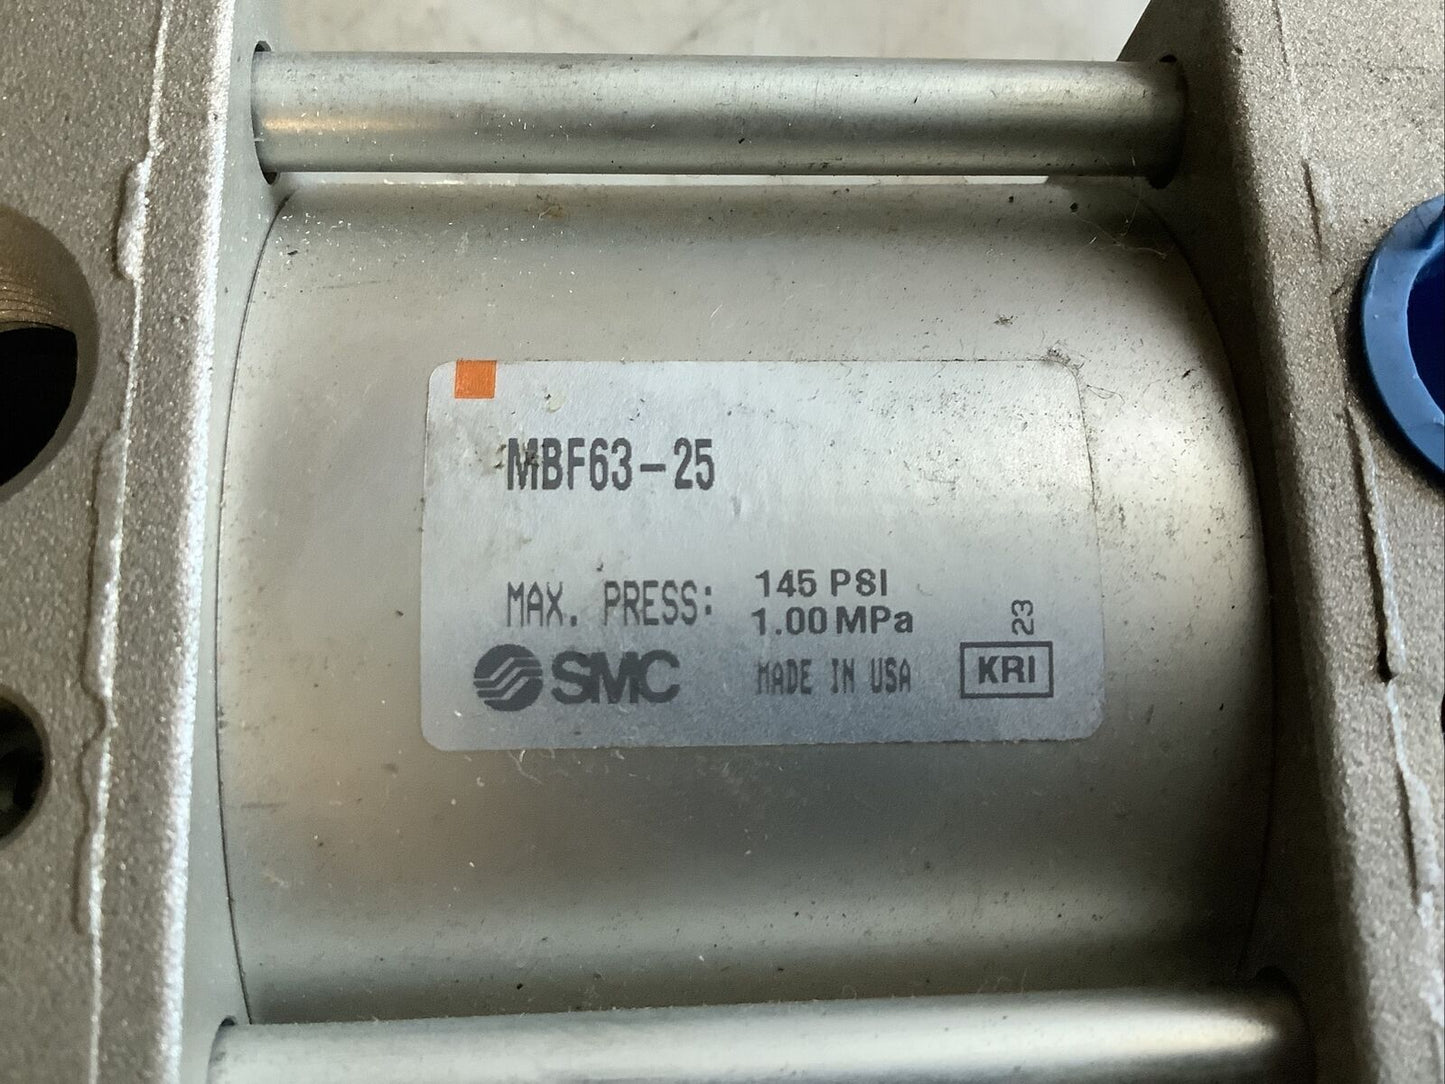 MBF63-25
MAX. PRESS: 145 PSI
1.00 MPa
SMC MADE IN USA KRI 23